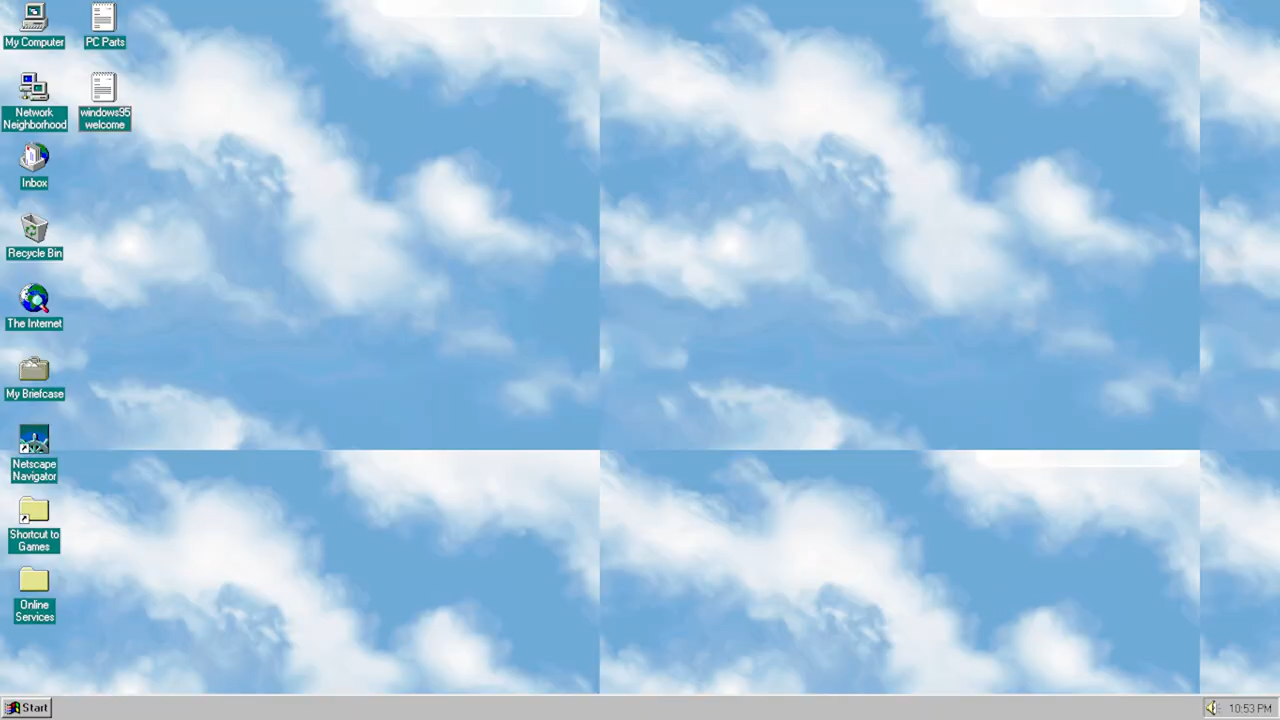 My Computer
PC Parts
Network
Neighborhood
windows95
welcome
Inbox
Recycle Bin
The Internet
My Briefcase
Netscape
Navigator
Shortcut to
Games
Online
Services
Start
10:53 PM